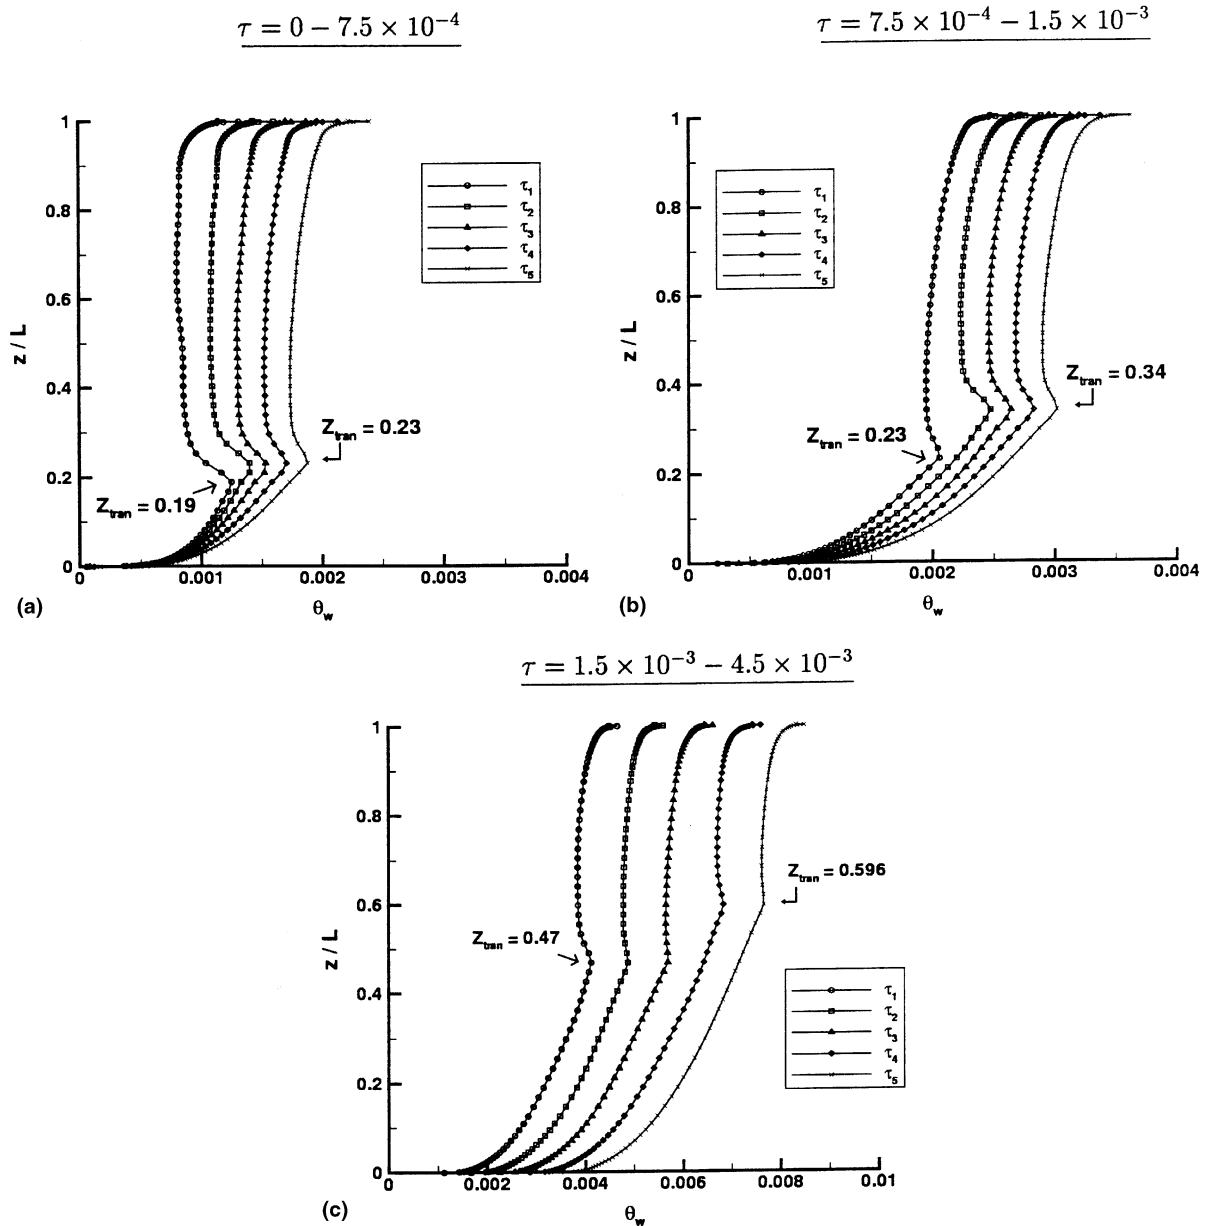 τ = 0 − 7.5 × 10⁻⁴
1
0.8
0.6
0.4
0.2
0
z / L
τ₁
τ₂
τ₃
τ₄
τ₅
Z_tran = 0.23
Z_tran = 0.19
0
0.001
0.002
0.003
0.004
(a)
θ_w
τ = 7.5 × 10⁻⁴ − 1.5 × 10⁻³
1
0.8
0.6
0.4
0.2
0
z / L
τ₁
τ₂
τ₃
τ₄
τ₅
Z_tran = 0.34
Z_tran = 0.23
0
0.001
0.002
0.003
0.004
(b)
θ_w
τ = 1.5 × 10⁻³ − 4.5 × 10⁻³
1
0.8
0.6
0.4
0.2
0
z / L
Z_tran = 0.596
Z_tran = 0.47
τ₁
τ₂
τ₃
τ₄
τ₅
0
0.002
0.004
0.006
0.008
0.01
(c)
θ_w